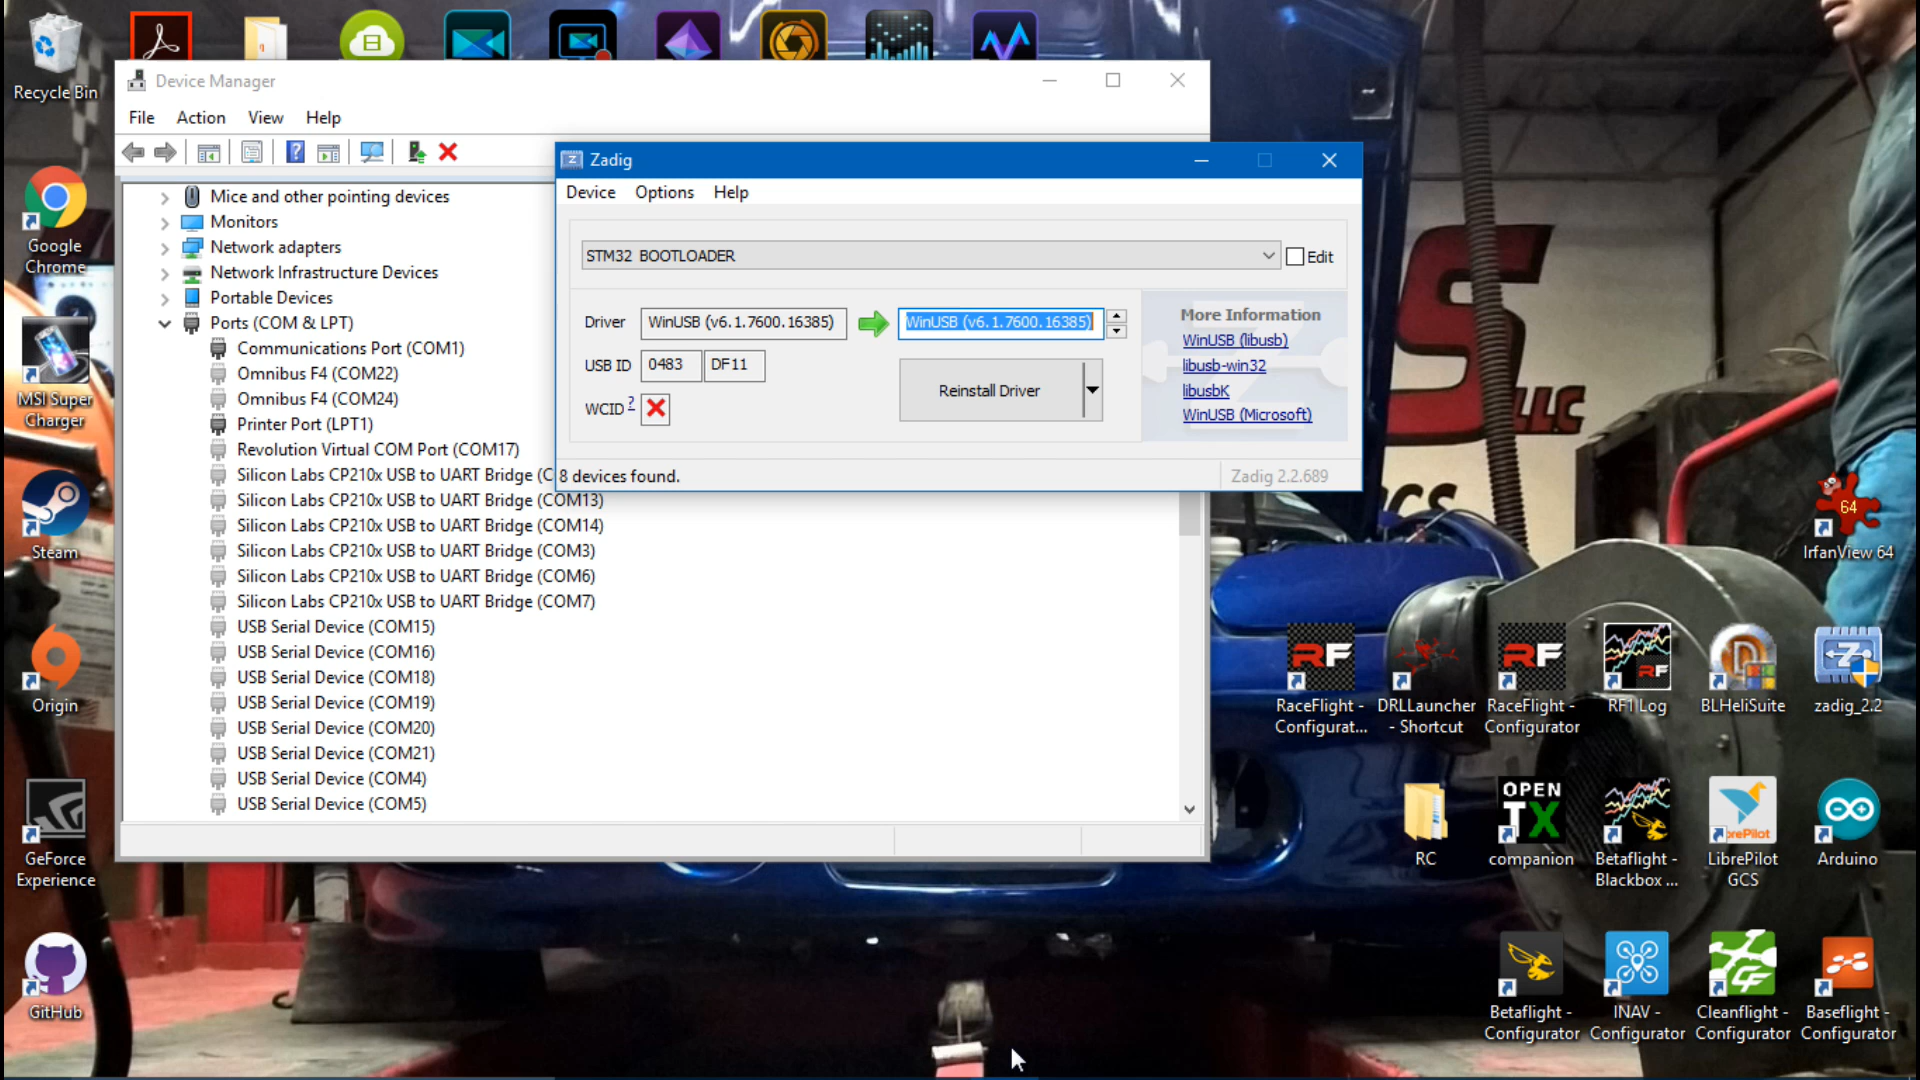 Recycle Bin
Google Chrome
MSI Super Charger
Steam
Origin
GeForce Experience
GitHub
Device Manager
File Action View Help
Mice and other pointing devices
Monitors
Network adapters
Network Infrastructure Devices
Portable Devices
Ports (COM & LPT)
Communications Port (COM1)
Omnibus F4 (COM22)
Omnibus F4 (COM24)
Printer Port (LPT1)
Revolution Virtual COM Port (COM17)
Silicon Labs CP210x USB to UART Bridge (C
Silicon Labs CP210x USB to UART Bridge (COM13)
Silicon Labs CP210x USB to UART Bridge (COM14)
Silicon Labs CP210x USB to UART Bridge (COM3)
Silicon Labs CP210x USB to UART Bridge (COM6)
Silicon Labs CP210x USB to UART Bridge (COM7)
USB Serial Device (COM15)
USB Serial Device (COM16)
USB Serial Device (COM18)
USB Serial Device (COM19)
USB Serial Device (COM20)
USB Serial Device (COM21)
USB Serial Device (COM4)
USB Serial Device (COM5)
Zadig
Device Options Help
STM32 BOOTLOADER
Edit
Driver WinUSB (v6.1.7600.16385) WinUSB (v6.1.7600.16385)
USB ID 0483 DF11
WCID ?
Reinstall Driver
More Information
WinUSB (libusb)
libusb-win32
libusbK
WinUSB (Microsoft)
8 devices found.
Zadig 2.2.689
S
LLC
CS
64
IrfanView 64
RF
RaceFlight - Configurat...
DRLLauncher - Shortcut
RF
RaceFlight - Configurator
RF
RF1 Log
BLHeliSuite
Z
zadig_2.2
RC
OPEN TX
companion
Betaflight - Blackbox ...
brePilot
LibrePilot GCS
Arduino
Betaflight - Configurator
INAV - Configurator
CF
Cleanflight - Configurator
Baseflight - Configurator